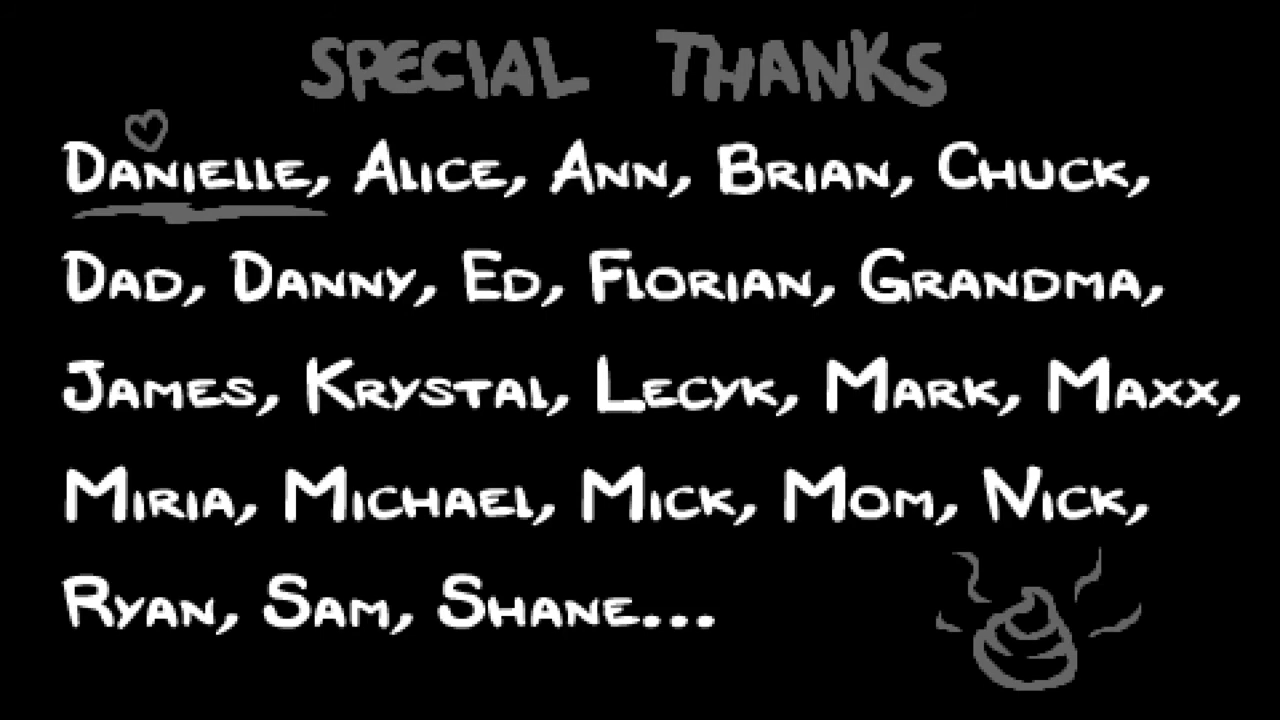 SPECIAL THANKS
DANIELLE, ALICE, ANN, BRIAN, CHUCK,
DAD, DANNY, ED, FLORIAN, GRANDMA,
JAMES, KRYSTAL, LECYK, MARK, MAXX,
MIRIA, MICHAEL, MICK, MOM, NICK,
RYAN, SAM, SHANE...